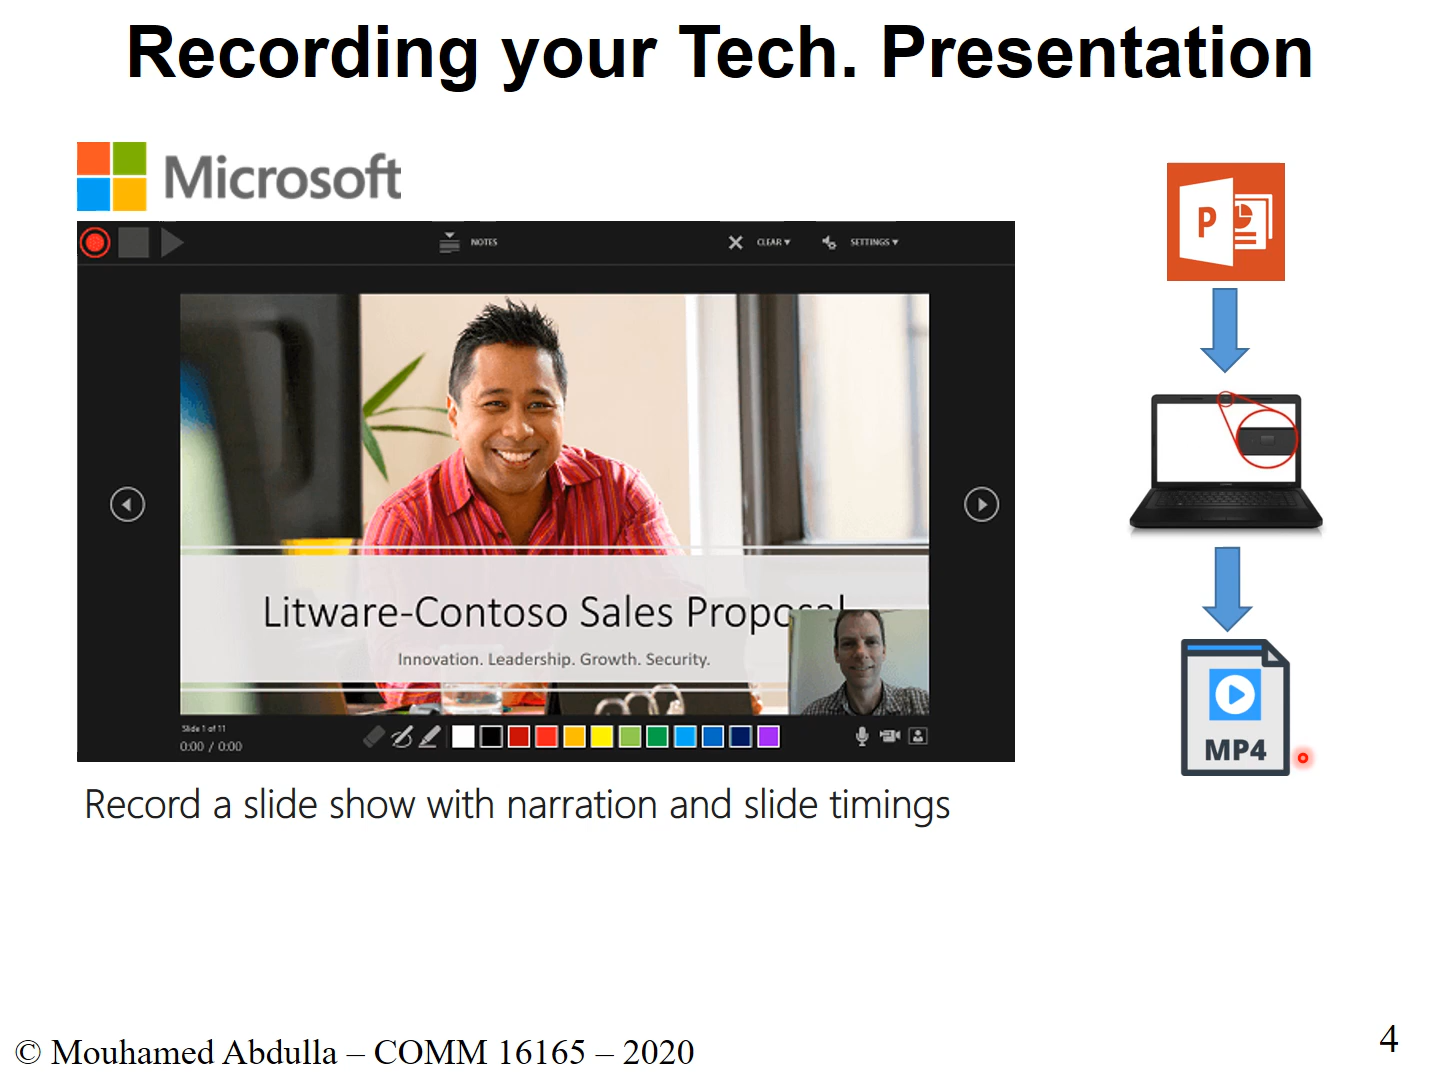 Recording your Tech. Presentation
Microsoft
NOTES
CLEAR
SETTINGS
P
Litware-Contoso Sales Proposal
Innovation. Leadership. Growth. Security.
Slide 1 of 11
0:00 / 0:00
MP4
Record a slide show with narration and slide timings
© Mouhamed Abdulla – COMM 16165 – 2020
4